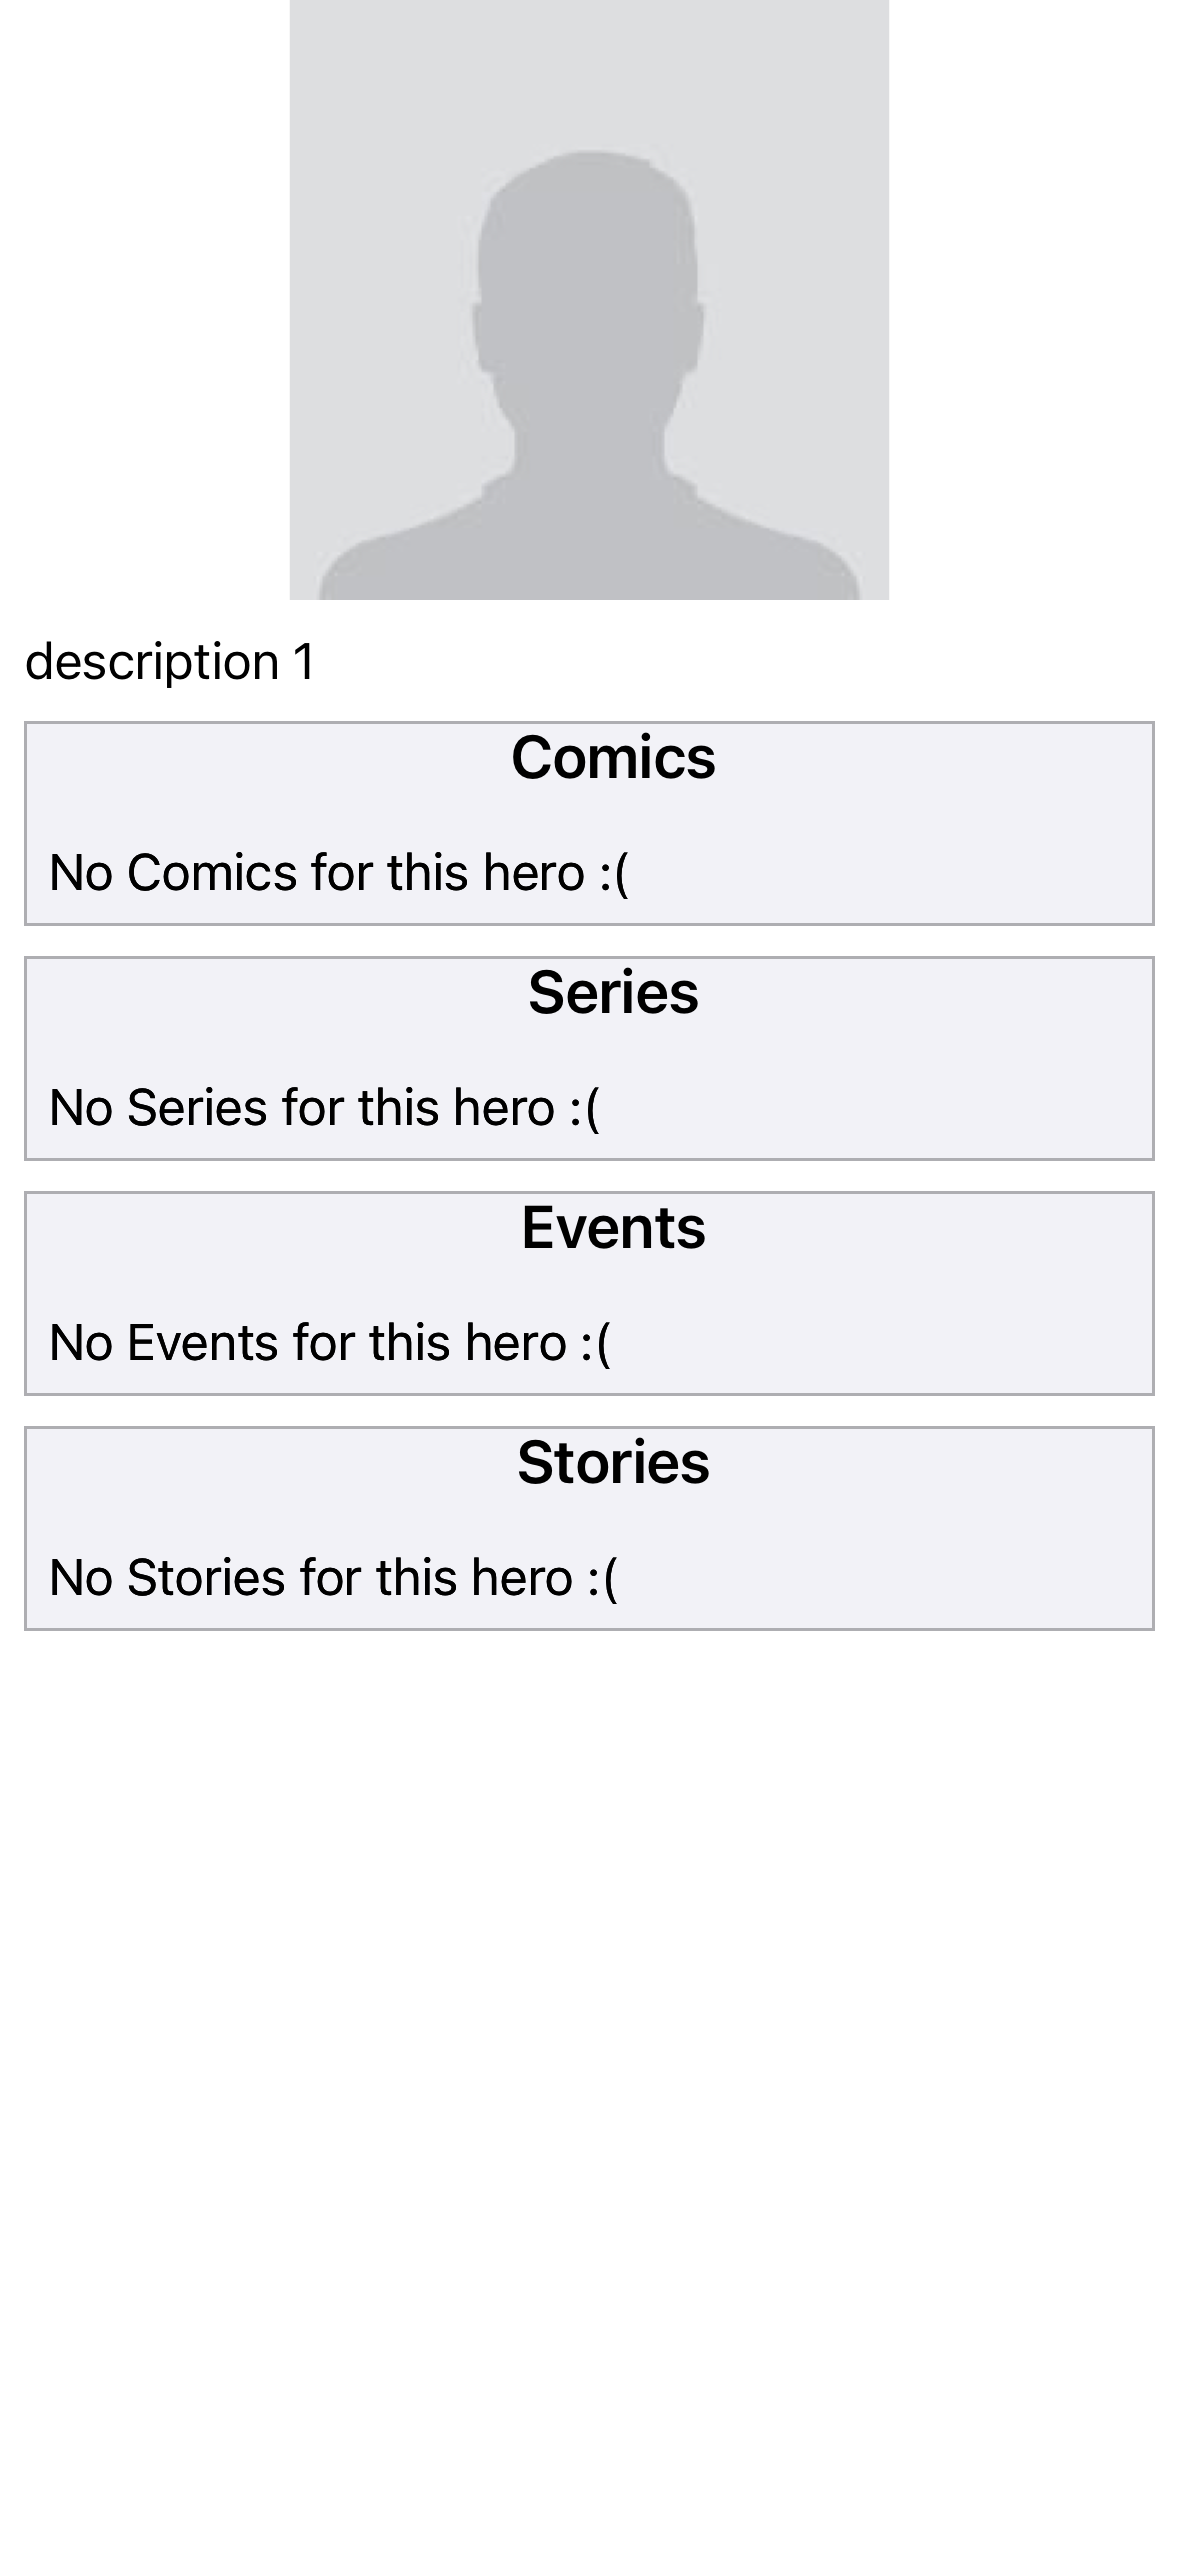 description 1
Comics
No Comics for this hero :(
Series
No Series for this hero :(
Events
No Events for this hero :(
Stories
No Stories for this hero :(